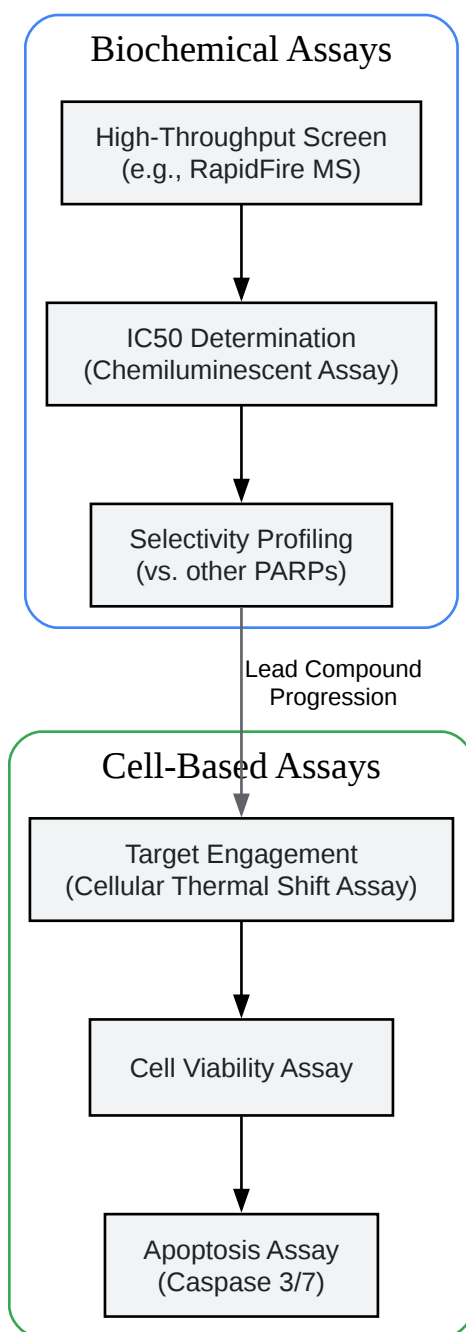 Biochemical Assays
High-Throughput Screen
(e.g., RapidFire MS)
IC50 Determination
(Chemiluminescent Assay)
Selectivity Profiling
(vs. other PARPs)
Lead Compound
Progression
Cell-Based Assays
Target Engagement
(Cellular Thermal Shift Assay)
Cell Viability Assay
Apoptosis Assay
(Caspase 3/7)